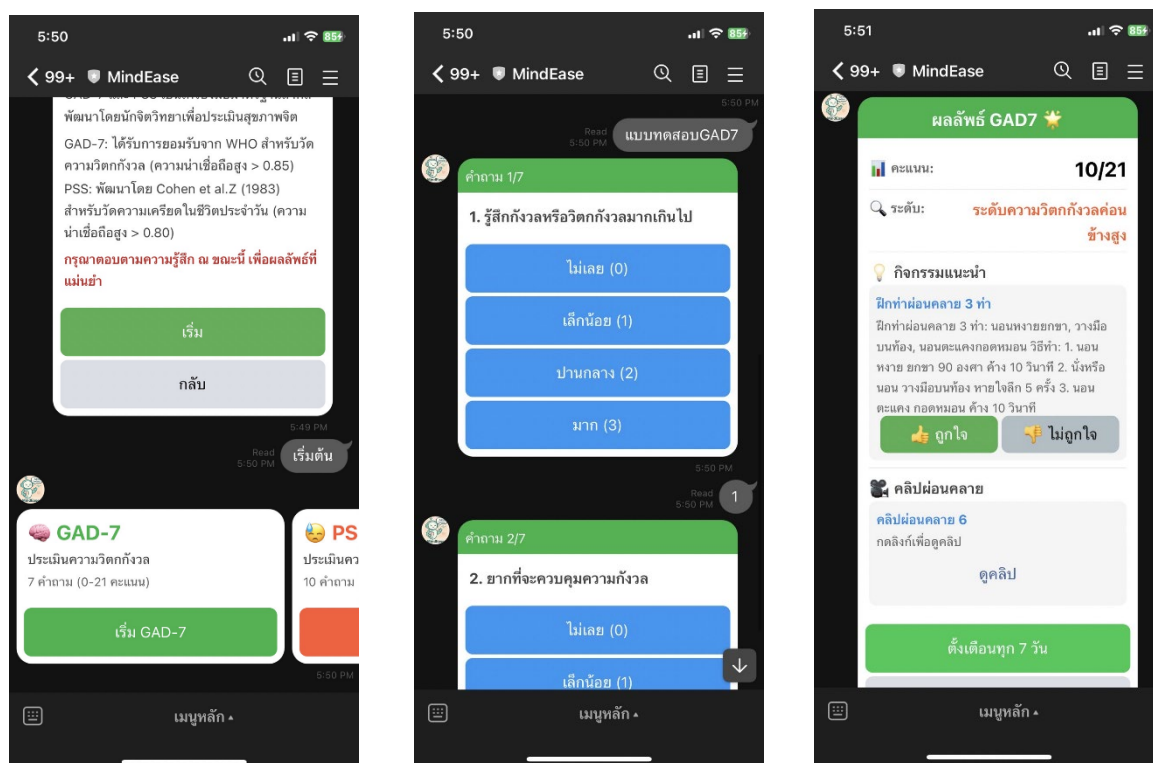 5:50
85
99+ MindEase
พัฒนาโดยนักจิตวิทยาเพื่อประเมินสุขภาพจิต
GAD-7: ได้รับการยอมรับจาก WHO สำหรับวัด
ความวิตกกังวล (ความน่าเชื่อถือสูง > 0.85)
PSS: พัฒนาโดย Cohen et al.Z (1983)
สำหรับวัดความเครียดในชีวิตประจำวัน (ความ
น่าเชื่อถือสูง > 0.80)
กรุณาตอบตามความรู้สึก ณ ขณะนี้ เพื่อผลลัพธ์ที่
แม่นยำ
เริ่ม
กลับ
5:49 PM
Read
5:50 PM
เริ่มต้น
GAD-7
ประเมินความวิตกกังวล
7 คำถาม (0-21 คะแนน)
เริ่ม GAD-7
PS
ประเมินคว
10 คำถาม
5:50 PM
เมนูหลัก
5:50
85
99+ MindEase
5:50 PM
Read
5:50 PM
แบบทดสอบGAD7
คำถาม 1/7
1. รู้สึกกังวลหรือวิตกกังวลมากเกินไป
ไม่เลย (0)
เล็กน้อย (1)
ปานกลาง (2)
มาก (3)
5:50 PM
Read
5:50 PM
1
คำถาม 2/7
2. ยากที่จะควบคุมความกังวล
ไม่เลย (0)
เล็กน้อย (1)
เมนูหลัก
5:51
85
99+ MindEase
ผลลัพธ์ GAD7
คะแนน: 10/21
ระดับ: ระดับความวิตกกังวลค่อน
ข้างสูง
กิจกรรมแนะนำ
ฝึกท่าผ่อนคลาย 3 ท่า
ฝึกท่าผ่อนคลาย 3 ท่า: นอนหงายยกขา, วางมือ
บนท้อง, นอนตะแคงกอดหมอน วิธีทำ: 1. นอน
หงาย ยกขา 90 องศา ค้าง 10 วินาที 2. นั่งหรือ
นอน วางมือบนท้อง หายใจลึก 5 ครั้ง 3. นอน
ตะแคง กอดหมอน ค้าง 10 วินาที
ถูกใจ
ไม่ถูกใจ
คลิปผ่อนคลาย
คลิปผ่อนคลาย 6
กดลิงก์เพื่อดูคลิป
ดูคลิป
ตั้งเตือนทุก 7 วัน
เมนูหลัก